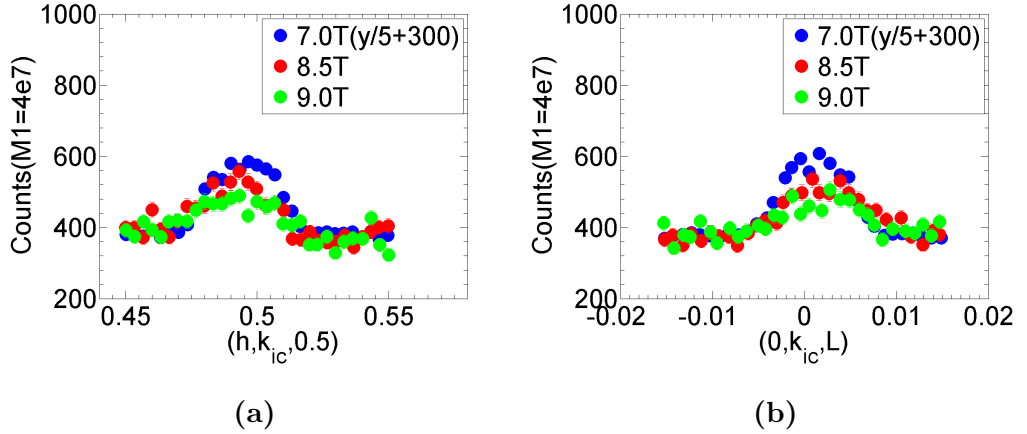 1000
800
600
400
200
0.45
0.5
0.55
Counts(M1=4e7)
(h,k_ic,0.5)
7.0T(y/5+300)
8.5T
9.0T
(a)
1000
800
600
400
200
-0.02
-0.01
0
0.01
0.02
Counts(M1=4e7)
(0,k_ic,L)
7.0T(y/5+300)
8.5T
9.0T
(b)